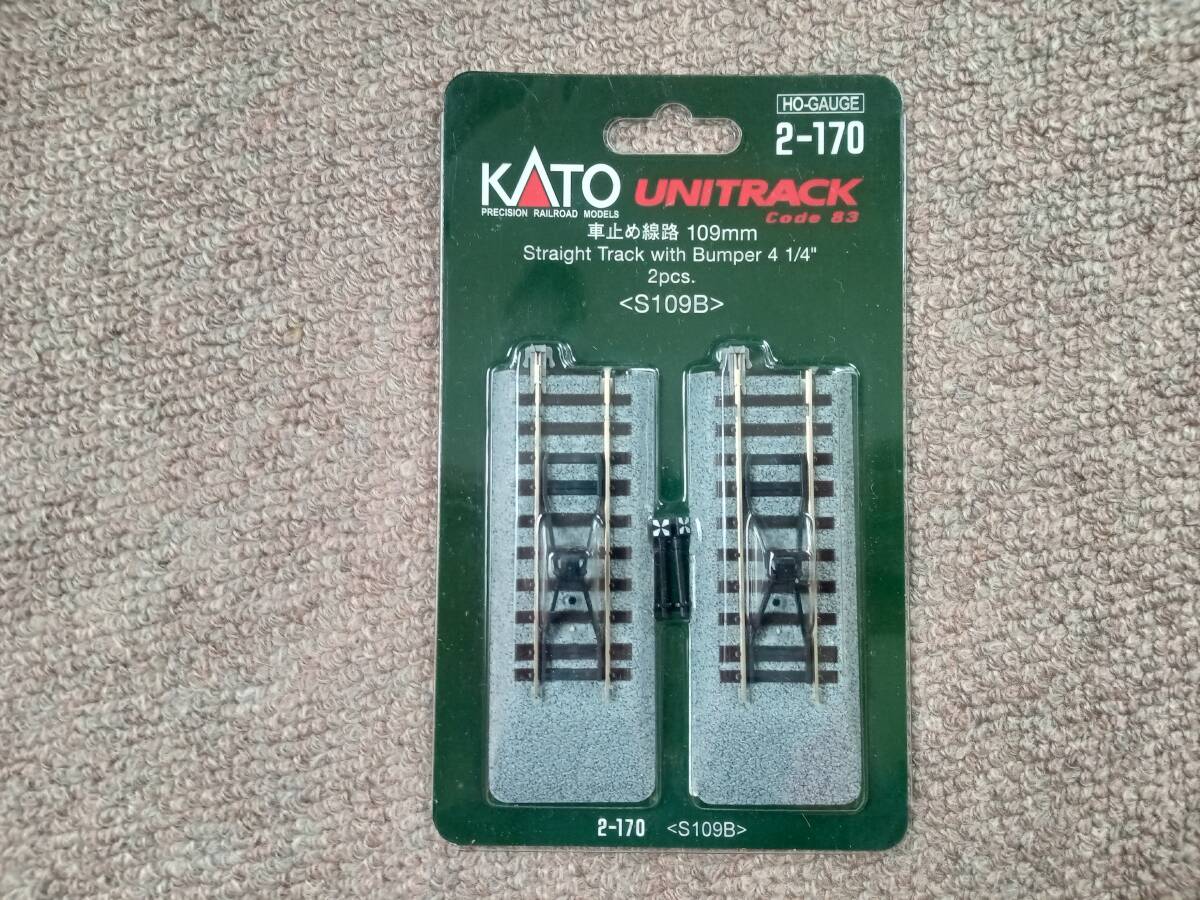 HO-GAUGE
2-170
KATO UNITRACK
PRECISION RAILROAD MODELS Code 83
車止め線路 109mm
Straight Track with Bumper 4 1/4"
2pcs.
<S109B>
2-170 <S109B>